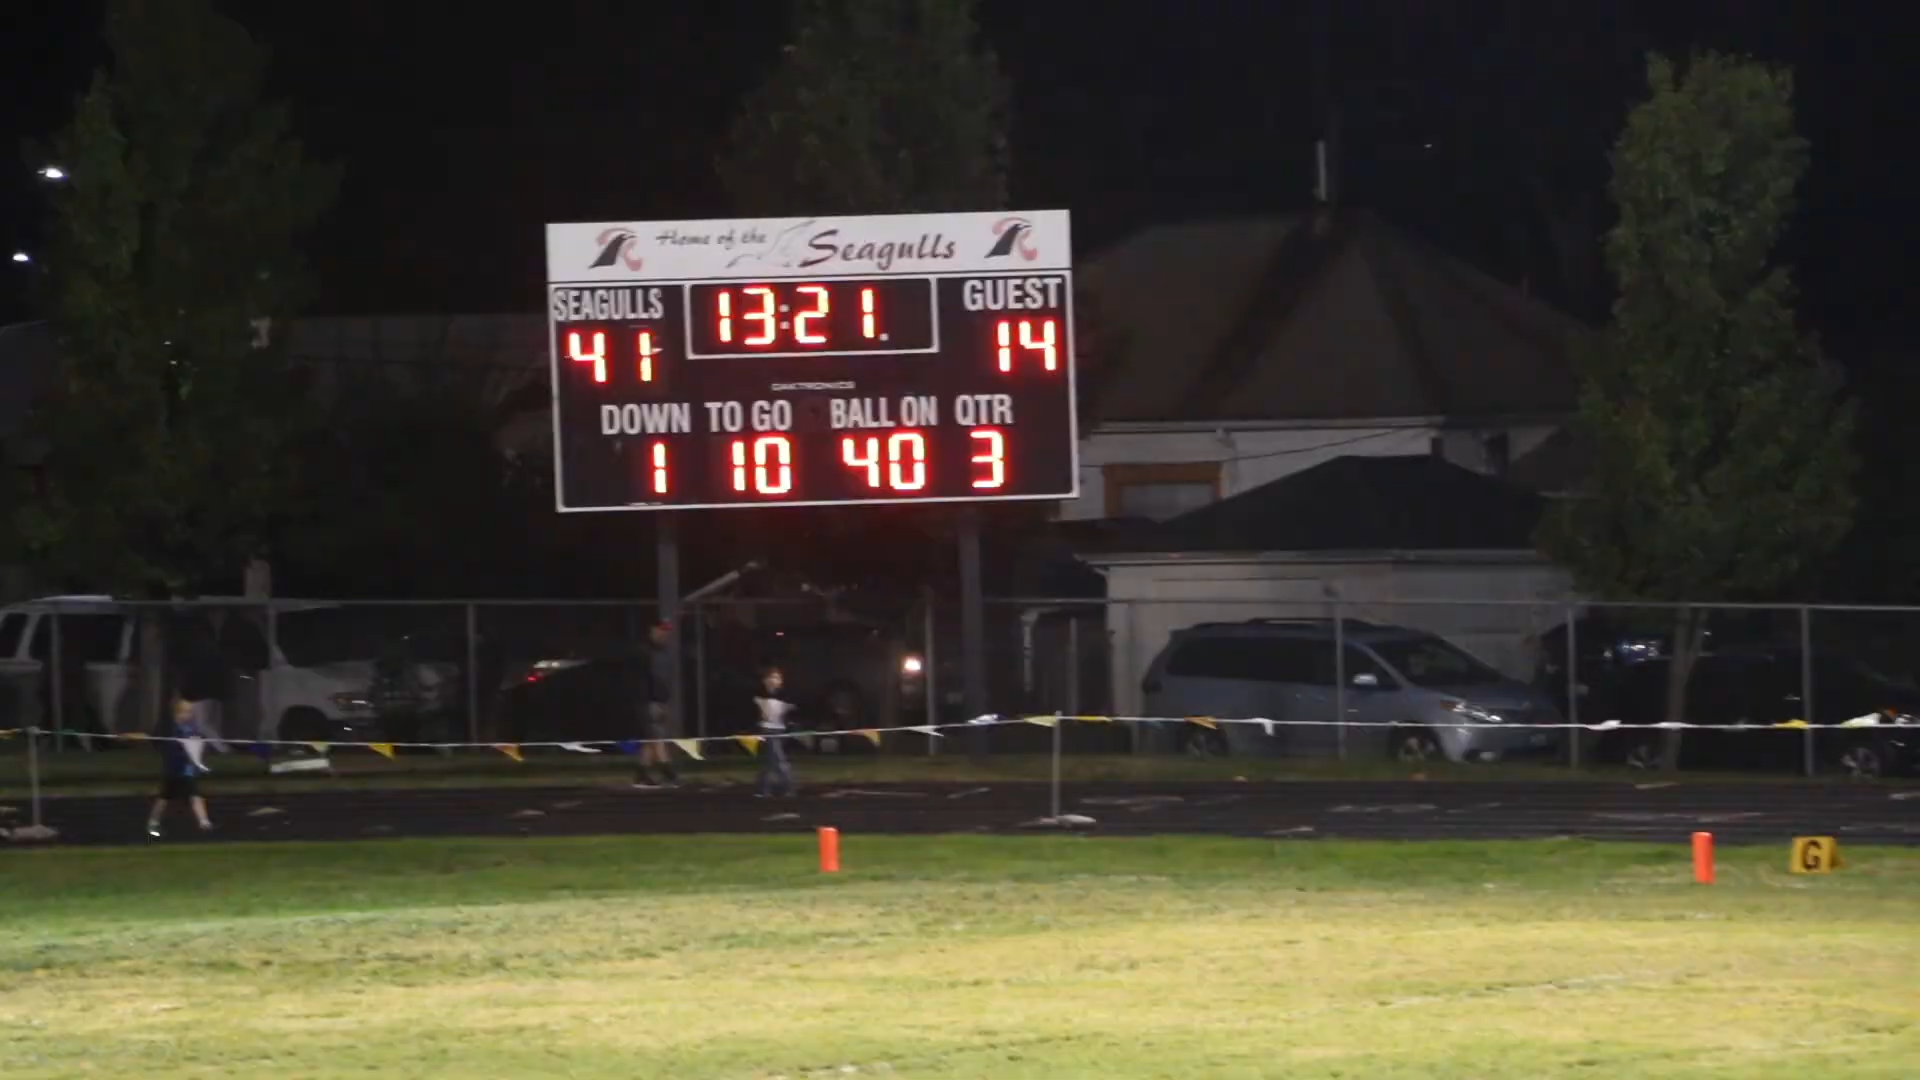 Home of the Seagulls
SEAGULLS 13:21 GUEST
41 14
DAKTRONICS
DOWN TO GO BALL ON QTR
1 10 40 3
G